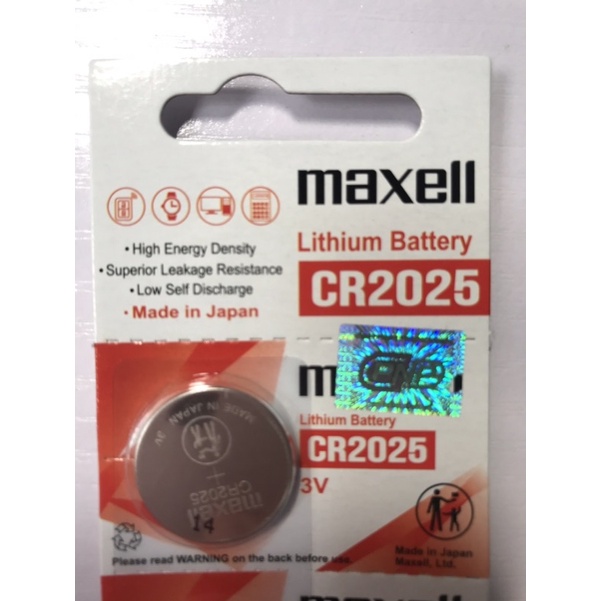 maxell
Lithium Battery
CR2025
• High Energy Density
• Superior Leakage Resistance
• Low Self Discharge
• Made in Japan
Lithium Battery
CR2025
3V
MADE IN JAPAN 3V
CR2025
maxell
Made in Japan
Maxell, Ltd.
Please read WARNING on the back before use.